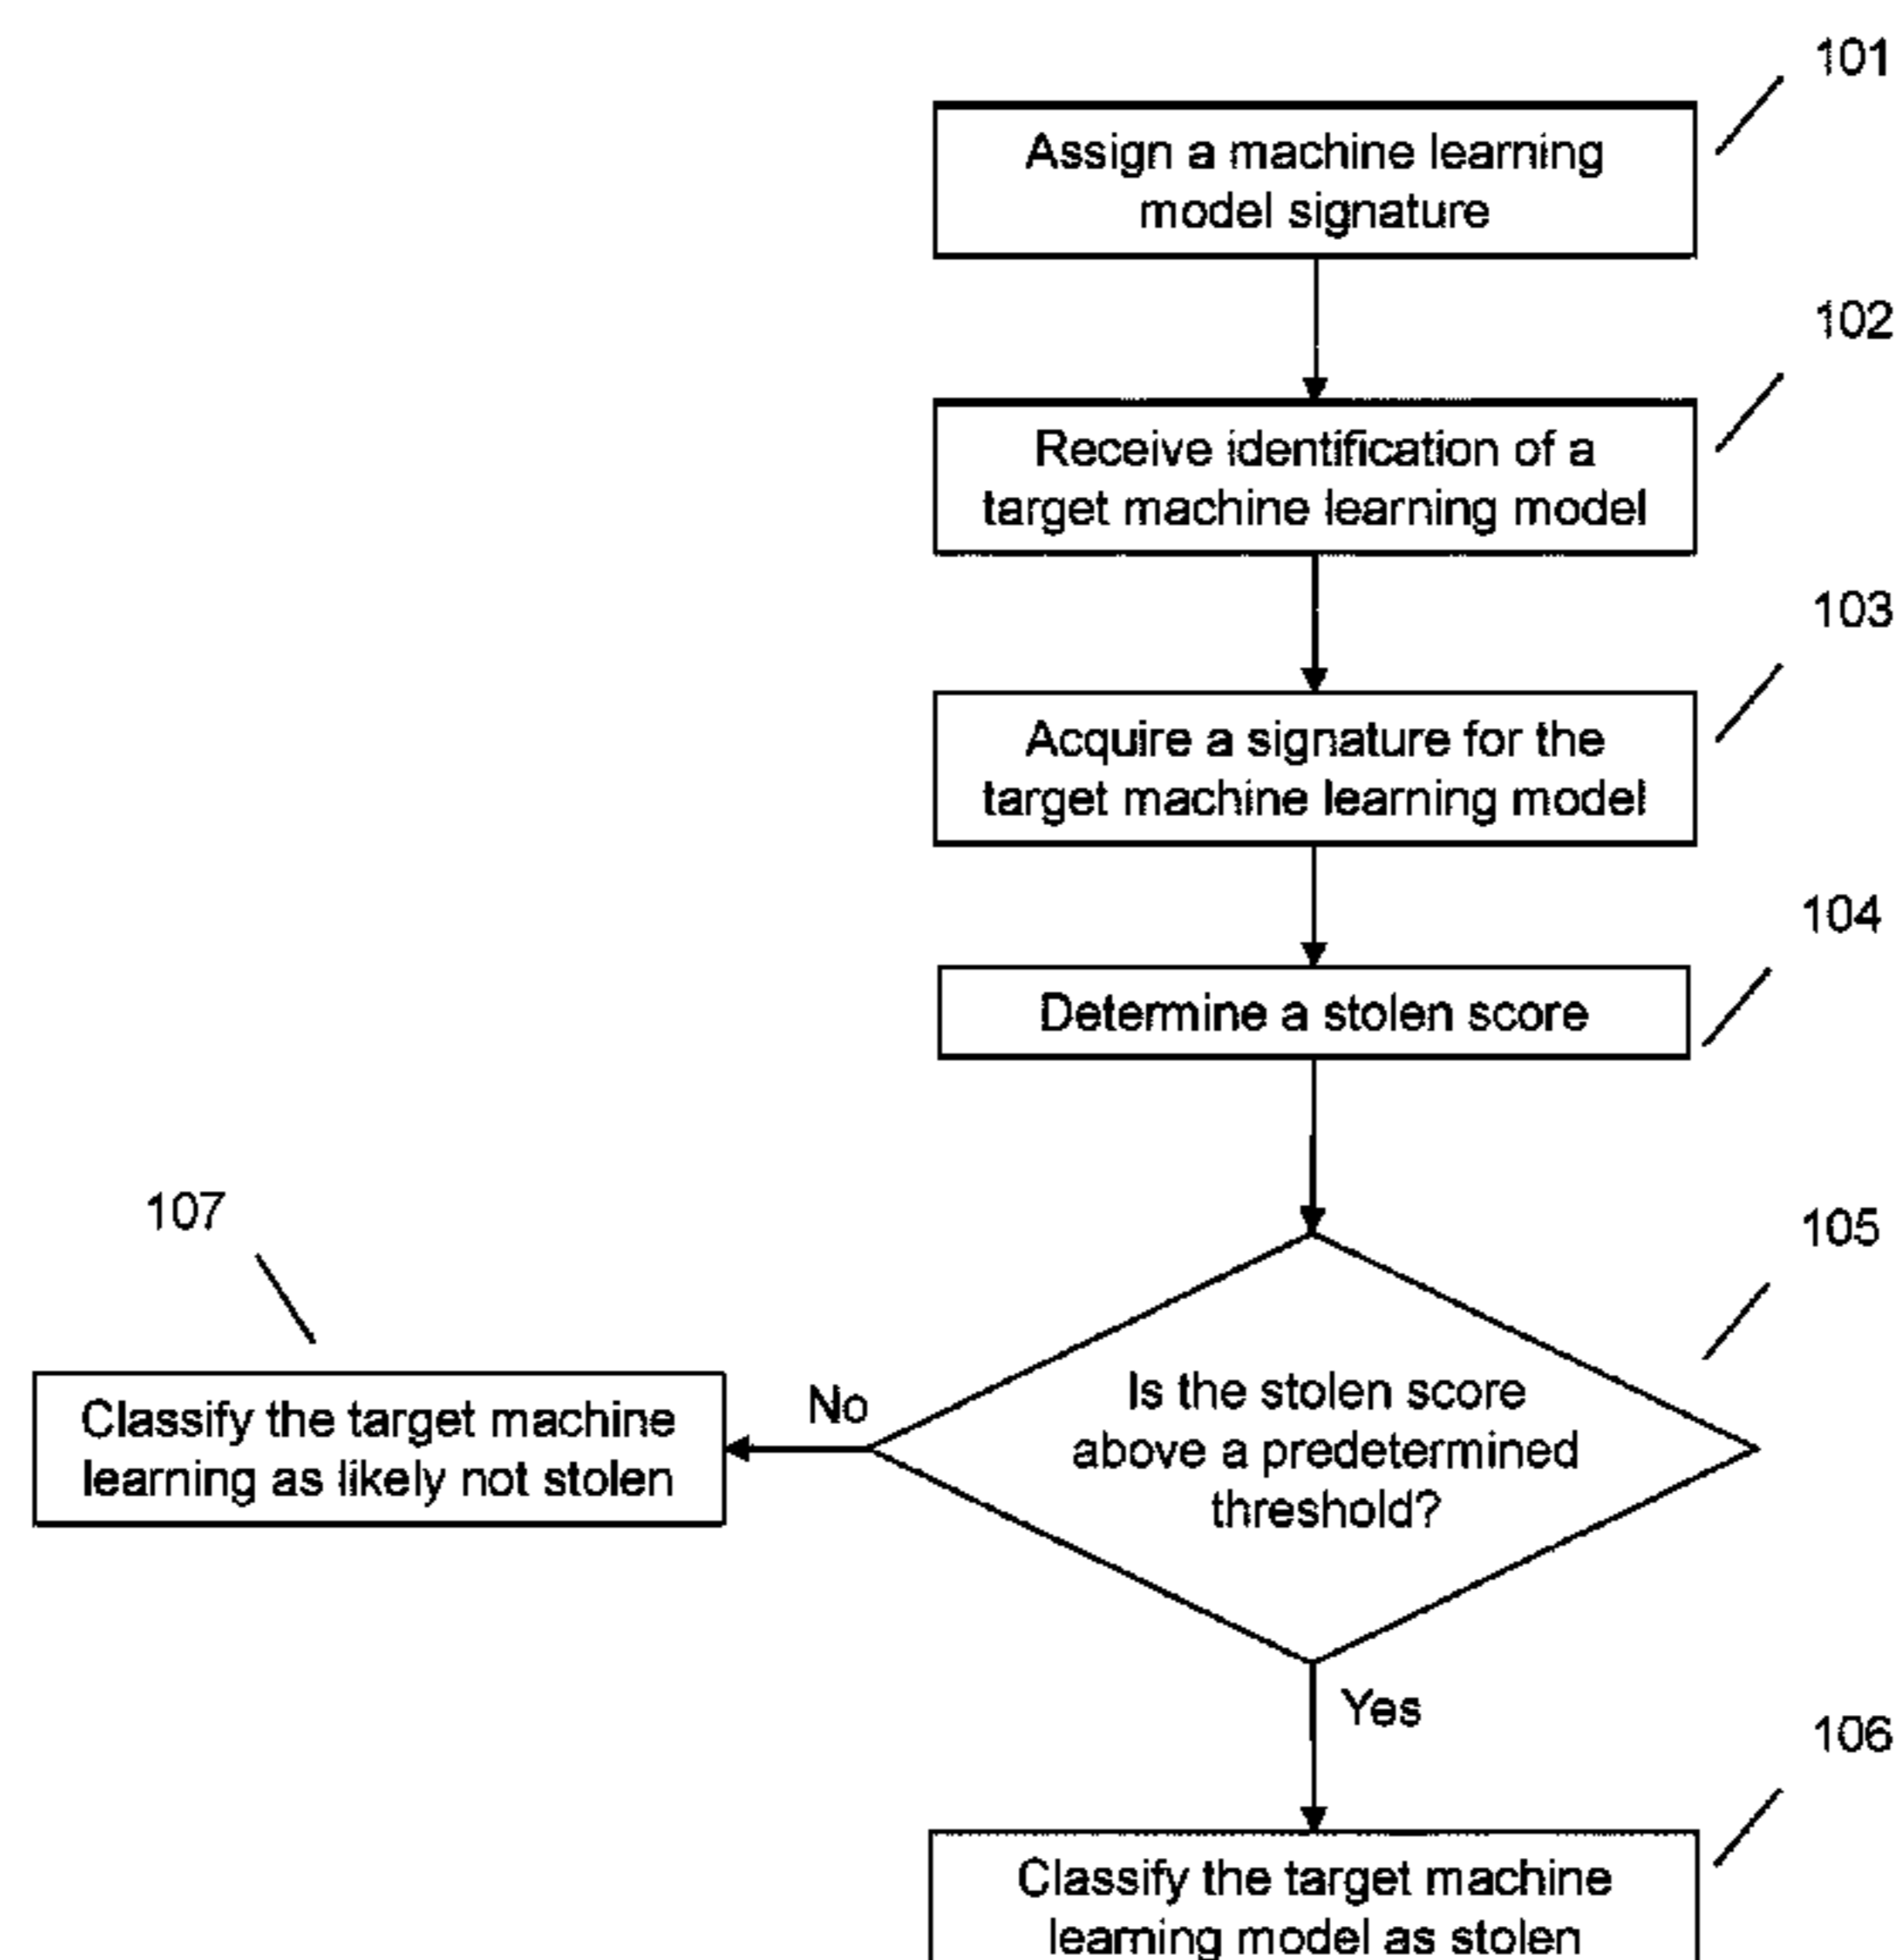 101
Assign a machine learning
model signature
102
Receive identification of a
target machine learning model
103
Acquire a signature for the
target machine learning model
104
Determine a stolen score
105
Is the stolen score
above a predetermined
threshold?
No
107
Classify the target machine
learning as likely not stolen
Yes
106
Classify the target machine
learning model as stolen